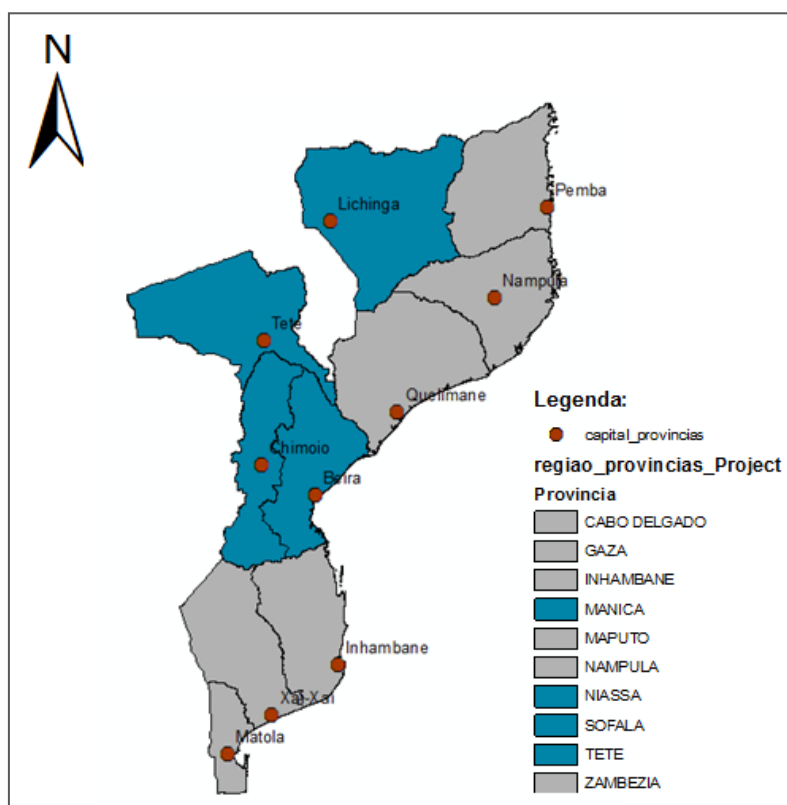 N
Pemba
Lichinga
Nampula
Tete
Quelimane
Chimoio
Beira
Inhambane
Xai-Xai
Matola
Legenda:
capital_provincias
regiao_provincias_Project
Provincia
CABO DELGADO
GAZA
INHAMBANE
MANICA
MAPUTO
NAMPULA
NIASSA
SOFALA
TETE
ZAMBEZIA